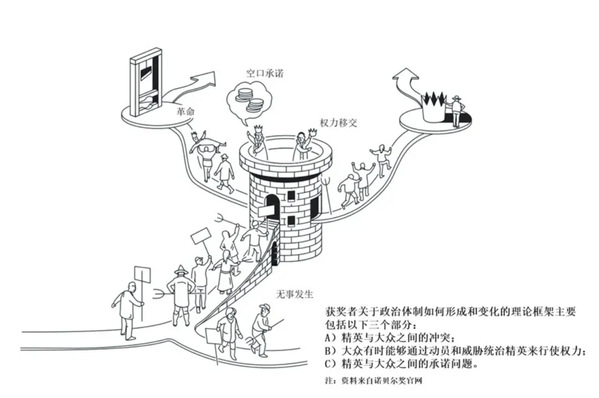 空口承诺
革命
权力移交
无事发生
获奖者关于政治体制如何形成和变化的理论框架主要
包括以下三个部分：
A）精英与大众之间的冲突；
B）大众有时能够通过动员和威胁统治精英来行使权力；
C）精英与大众之间的承诺问题。
注：资料来自诺贝尔奖官网